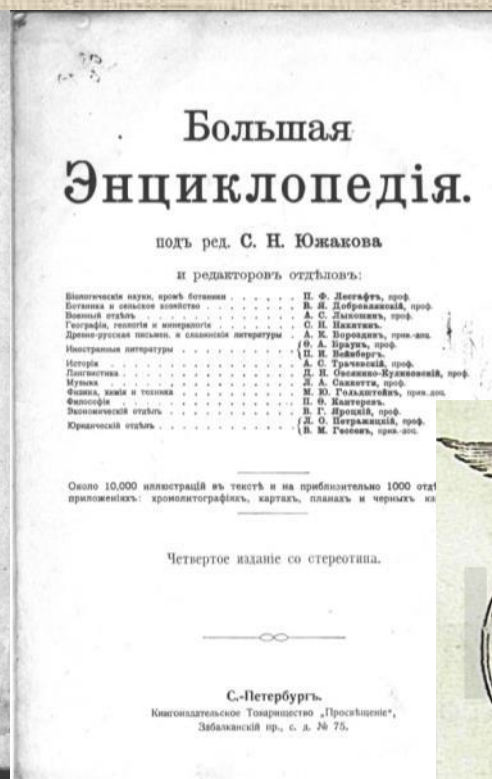 Большая
Энциклопедія.
подъ ред. С. Н. Южакова
и редакторовъ отдѣловъ:
Біологическія науки, кромѣ ботаники . . . . . . П. Ф. Лесгафтъ, проф.
Ботаника и сельское хозяйство . . . . . . . . В. Я. Добровлянскій, проф.
Военный отдѣлъ . . . . . . . . . . . . . . А. С. Лыкошинъ, проф.
Географія, геологія и минералогія . . . . . . . С. Н. Никитинъ.
Древне-русская письмен. и славянскія литературы . А. К. Бороздинъ, прив.-доц.
Иностранныя литературы . . . . . . . . . . . {Ѳ. А. Браунъ, проф.
{П. И. Вейнбергъ.
Исторія . . . . . . . . . . . . . . . . . А. С. Трачевскій, проф.
Лингвистика . . . . . . . . . . . . . . . Д. Н. Овсянико-Куликовскій, проф.
Музыка . . . . . . . . . . . . . . . . . Л. А. Саккетти, проф.
Физика, химія и техника . . . . . . . . . . . М. Ю. Гольдштейнъ, прив.-доц.
Философія . . . . . . . . . . . . . . . . П. Ѳ. Каптеревъ.
Экономическій отдѣлъ . . . . . . . . . . . . В. Г. Яроцкій, проф.
Юридическій отдѣлъ . . . . . . . . . . . . . {Л. О. Петражицкій, проф.
{В. М. Гессенъ, прив.-доц.
Около 10,000 иллюстрацій въ текстѣ и на приблизительно 1000 отд
приложеніяхъ: хромолитографіяхъ, картахъ, планахъ и черныхъ ка
Четвертое изданіе со стереотипа.
С.-Петербургъ.
Книгоиздательское Товарищество „Просвѣщеніе“,
Забалканскій пр., с. д. № 75.